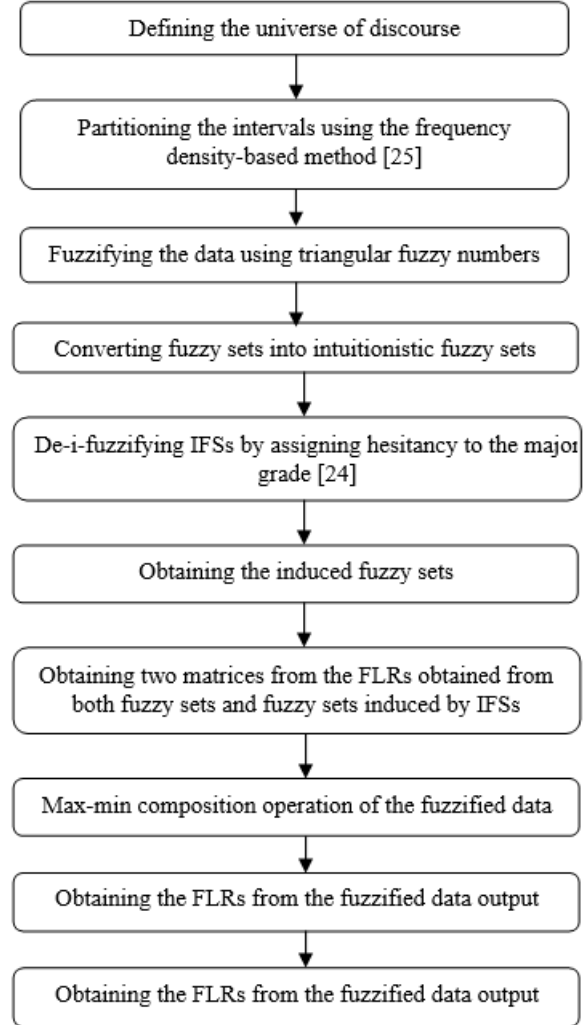 Defining the universe of discourse
Partitioning the intervals using the frequency
density-based method [25]
Fuzzifying the data using triangular fuzzy numbers
Converting fuzzy sets into intuitionistic fuzzy sets
De-i-fuzzifying IFSs by assigning hesitancy to the major
grade [24]
Obtaining the induced fuzzy sets
Obtaining two matrices from the FLRs obtained from
both fuzzy sets and fuzzy sets induced by IFSs
Max-min composition operation of the fuzzified data
Obtaining the FLRs from the fuzzified data output
Obtaining the FLRs from the fuzzified data output